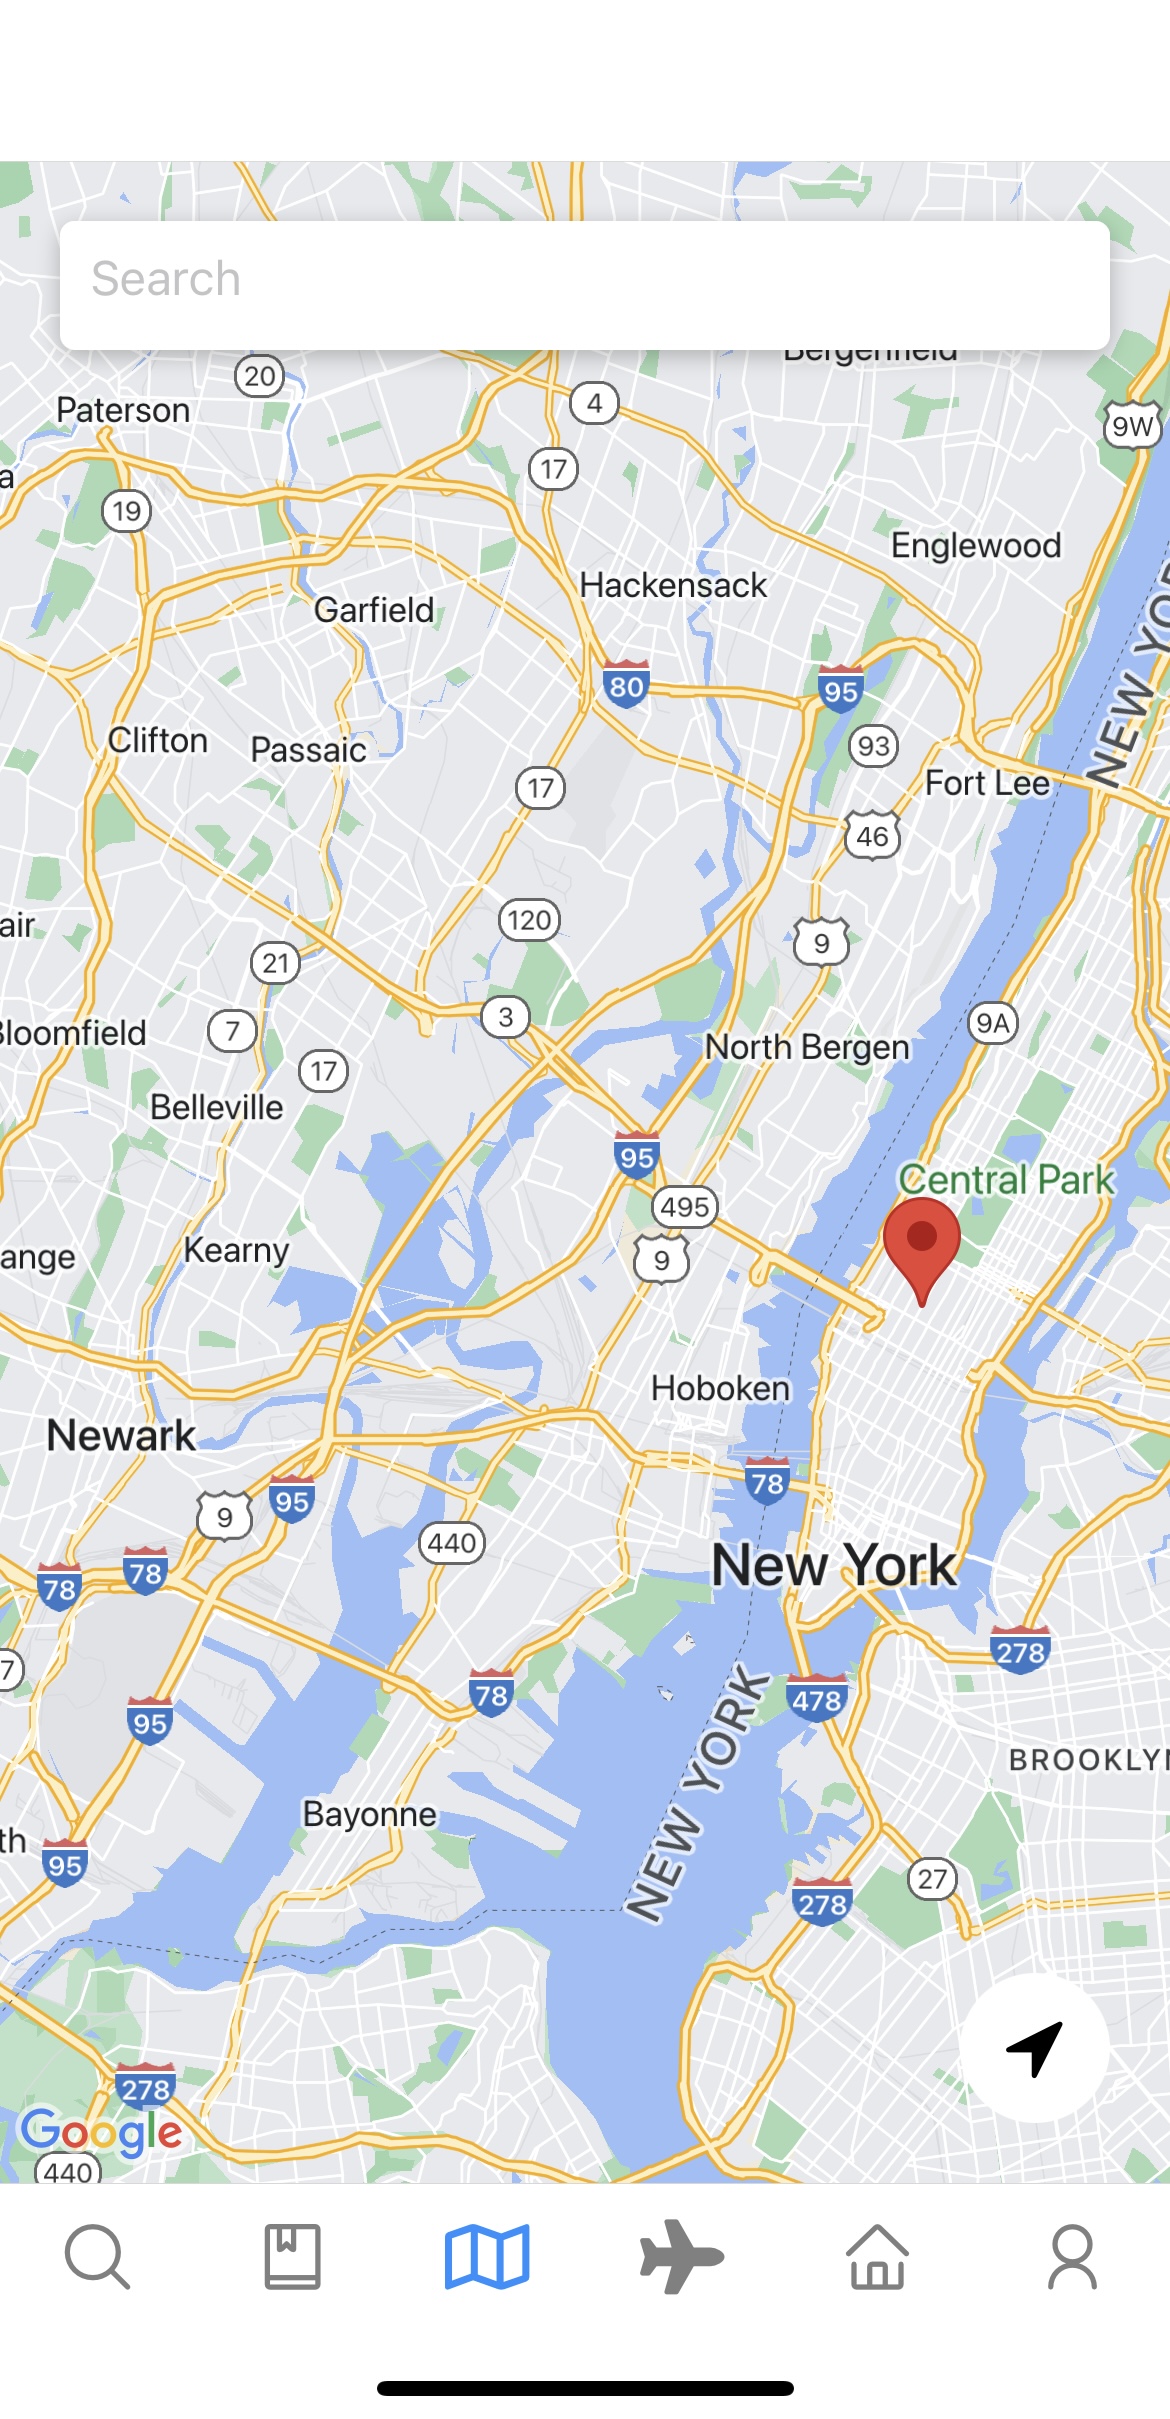 Search
Bergenfield
20
4
Paterson
9W
a
17
19
Englewood
Hackensack
Garfield
80
95
NEW YOR
Clifton
Passaic
93
Fort Lee
17
46
120
air
9
21
3
9A
7
Bloomfield
North Bergen
17
Belleville
95
Central Park
495
ange
Kearny
9
Hoboken
Newark
78
95
9
440
New York
78
78
278
7
78
478
95
NEW YORK
BROOKLYN
Bayonne
th
95
27
278
278
Google
440